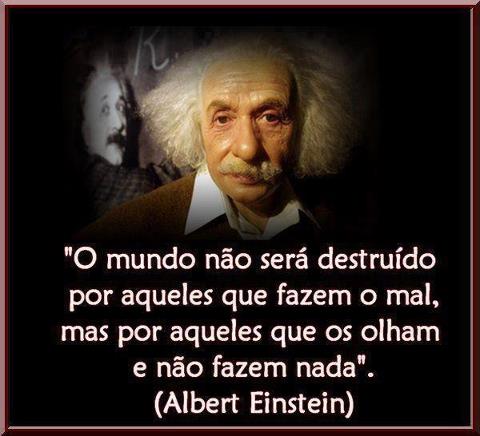 "O mundo não será destruído
por aqueles que fazem o mal,
mas por aqueles que os olham
e não fazem nada".
(Albert Einstein)